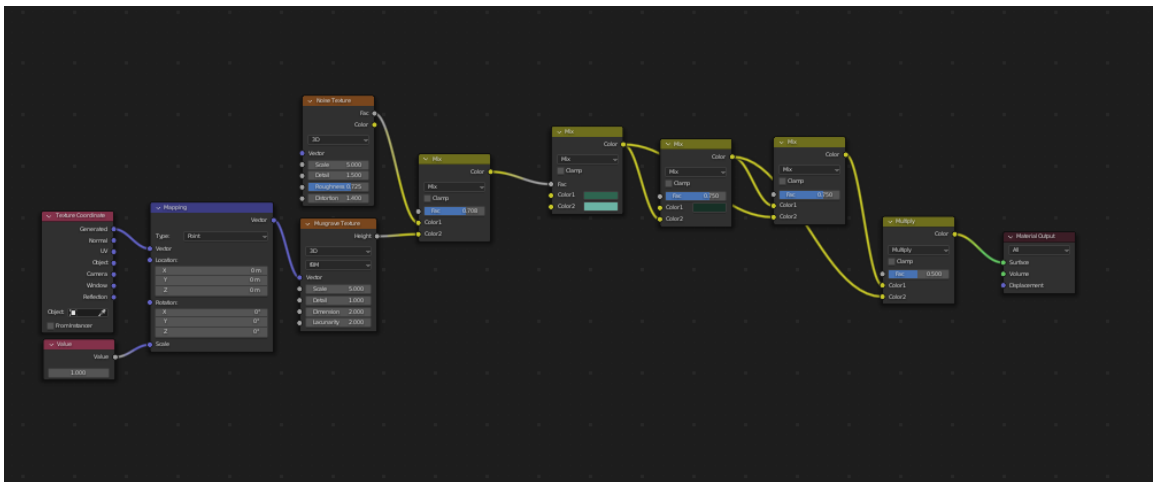 Texture Coordinate
Generated
Normal
UV
Object
Camera
Window
Reflection
Object:
From Instancer
Value
Value
1.000
Mapping
Vector
Type: Point
Vector
Location:
X 0 m
Y 0 m
Z 0 m
Rotation:
X 0°
Y 0°
Z 0°
Scale
Noise Texture
Fac
Color
3D
Vector
Scale 5.000
Detail 1.500
Roughness 0.725
Distortion 1.400
Musgrave Texture
Height
3D
fBM
Vector
Scale 5.000
Detail 1.000
Dimension 2.000
Lacunarity 2.000
Mix
Color
Mix
Clamp
Fac 0.708
Color1
Color2
Mix
Color
Mix
Clamp
Fac
Color1
Color2
Mix
Color
Mix
Clamp
Fac 0.750
Color1
Color2
Mix
Color
Mix
Clamp
Fac 0.750
Color1
Color2
Multiply
Color
Multiply
Clamp
Fac 0.500
Color1
Color2
Material Output
All
Surface
Volume
Displacement